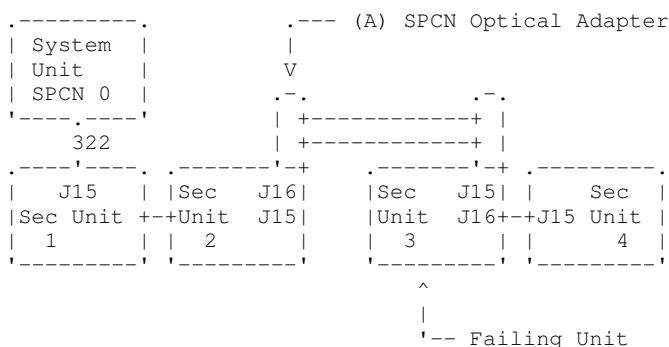 .---------.            .--- (A) SPCN Optical Adapter
| System  |            |
| Unit    |            V
| SPCN 0  |           .-.              .-.
'----.----'           | +--------------+ |
     322              | +--------------+ |
.----'----. .-------'-+     .-------'-+ .---------.
|   J15   | |Sec   J16|     |Sec   J15| |    Sec  |
|Sec Unit +-+Unit  J15|     |Unit  J16+-+J15 Unit |
|  1      | | 2       |     | 3       | |      4  |
'---------' '---------'     '---------' '---------'
^
|
'-- Failing Unit